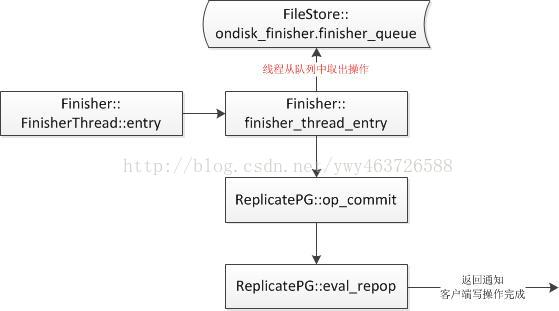 FileStore::
ondisk_finisher.finisher_queue
线程从队列中取出操作
Finisher::
FinisherThread::entry
Finisher::
finisher_thread_entry
http://blog.csdn.net/ywy463726588
ReplicatePG::op_commit
ReplicatePG::eval_repop
返回通知
客户端写操作完成